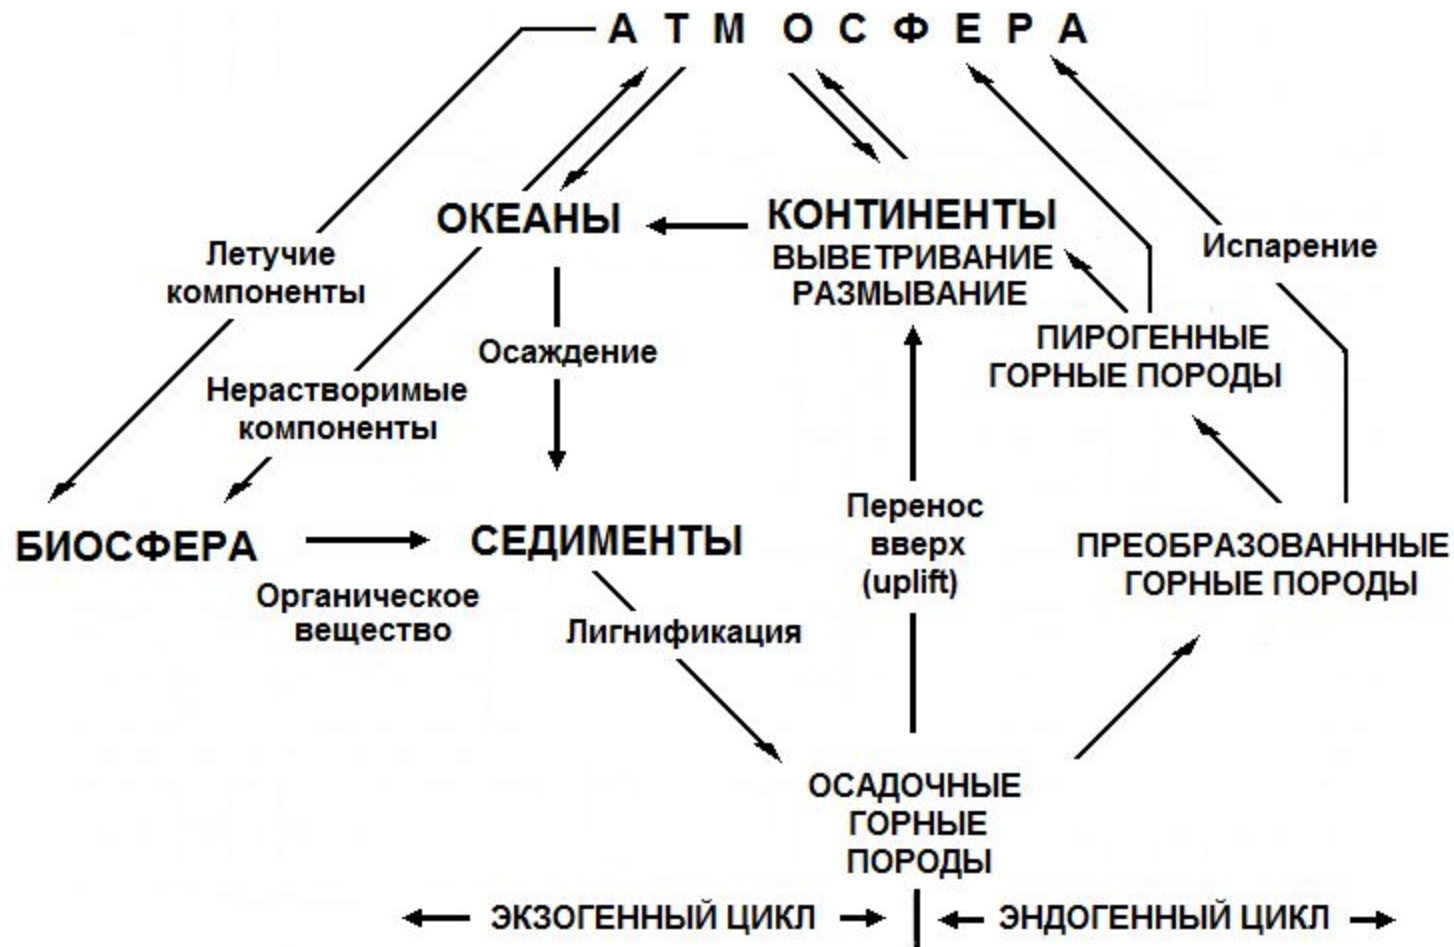 АТМОСФЕРА
ОКЕАНЫ
КОНТИНЕНТЫ
ВЫВЕТРИВАНИЕ
РАЗМЫВАНИЕ
Летучие
компоненты
Испарение
Осаждение
ПИРОГЕННЫЕ
ГОРНЫЕ ПОРОДЫ
Нерастворимые
компоненты
Перенос
вверх
(uplift)
БИОСФЕРА
СЕДИМЕНТЫ
ПРЕОБРАЗОВАНННЫЕ
ГОРНЫЕ ПОРОДЫ
Органическое
вещество
Лигнификация
ОСАДОЧНЫЕ
ГОРНЫЕ
ПОРОДЫ
ЭКЗОГЕННЫЙ ЦИКЛ
ЭНДОГЕННЫЙ ЦИКЛ